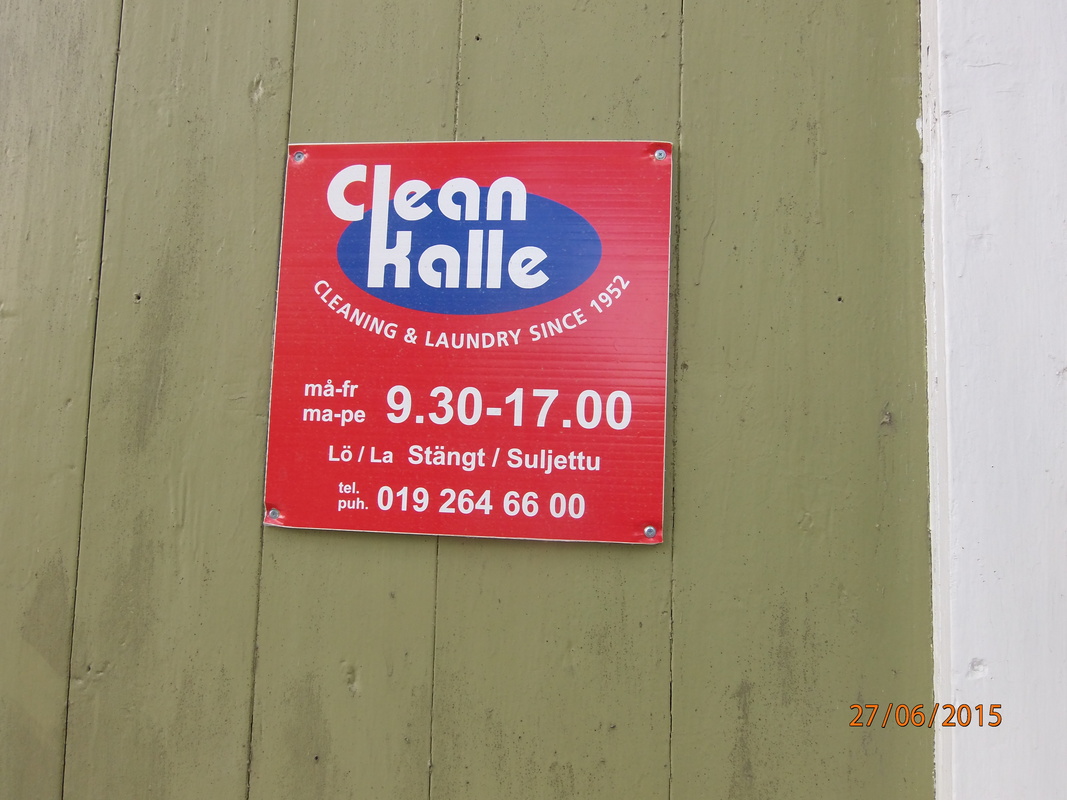 Clean
Kalle
CLEANING & LAUNDRY SINCE 1952
må-fr
ma-pe 9.30-17.00
Lö / La Stängt / Suljettu
tel.
puh. 019 264 66 00
27/06/2015